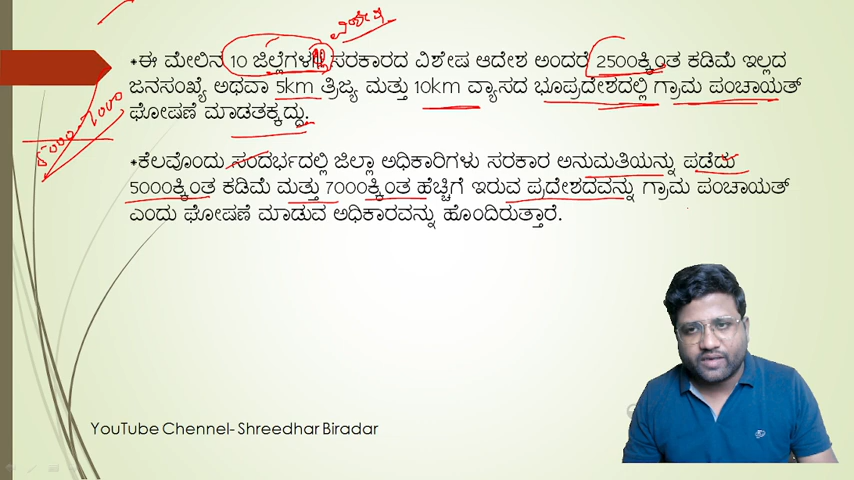 ವಿಶೇಷ
•ಈ ಮೇಲಿನ 10 ಜಿಲ್ಲೆಗಳಲ್ಲಿ ಸರಕಾರದ ವಿಶೇಷ ಆದೇಶ ಅಂದರೆ 2500ಕ್ಕಿಂತ ಕಡಿಮೆ ಇಲ್ಲದ
ಜನಸಂಖ್ಯೆ ಅಥವಾ 5km ತ್ರಿಜ್ಯ ಮತ್ತು 10km ವ್ಯಾಸದ ಭೂಪ್ರದೇಶದಲ್ಲಿ ಗ್ರಾಮ ಪಂಚಾಯತ್
ಘೋಷಣೆ ಮಾಡತಕ್ಕದ್ದು.
5000-7000
•ಕೆಲವೊಂದು ಸಂದರ್ಭದಲ್ಲಿ ಜಿಲ್ಲಾ ಅಧಿಕಾರಿಗಳು ಸರಕಾರ ಅನುಮತಿಯನ್ನು ಪಡೆದು
5000ಕ್ಕಿಂತ ಕಡಿಮೆ ಮತ್ತು 7000ಕ್ಕಿಂತ ಹೆಚ್ಚಿಗೆ ಇರುವ ಪ್ರದೇಶದವನ್ನು ಗ್ರಾಮ ಪಂಚಾಯತ್
ಎಂದು ಘೋಷಣೆ ಮಾಡುವ ಅಧಿಕಾರವನ್ನು ಹೊಂದಿರುತ್ತಾರೆ.
YouTube Chennel- Shreedhar Biradar